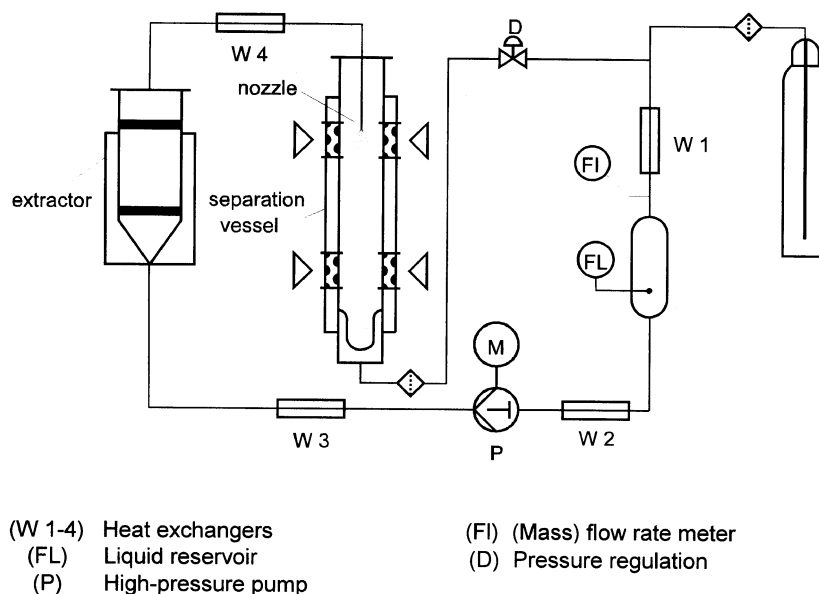 D
W 4
nozzle
W 1
FI
extractor
separation
vessel
FL
M
W 3
W 2
P
(W 1-4) Heat exchangers
(FL) Liquid reservoir
(P) High-pressure pump
(FI) (Mass) flow rate meter
(D) Pressure regulation